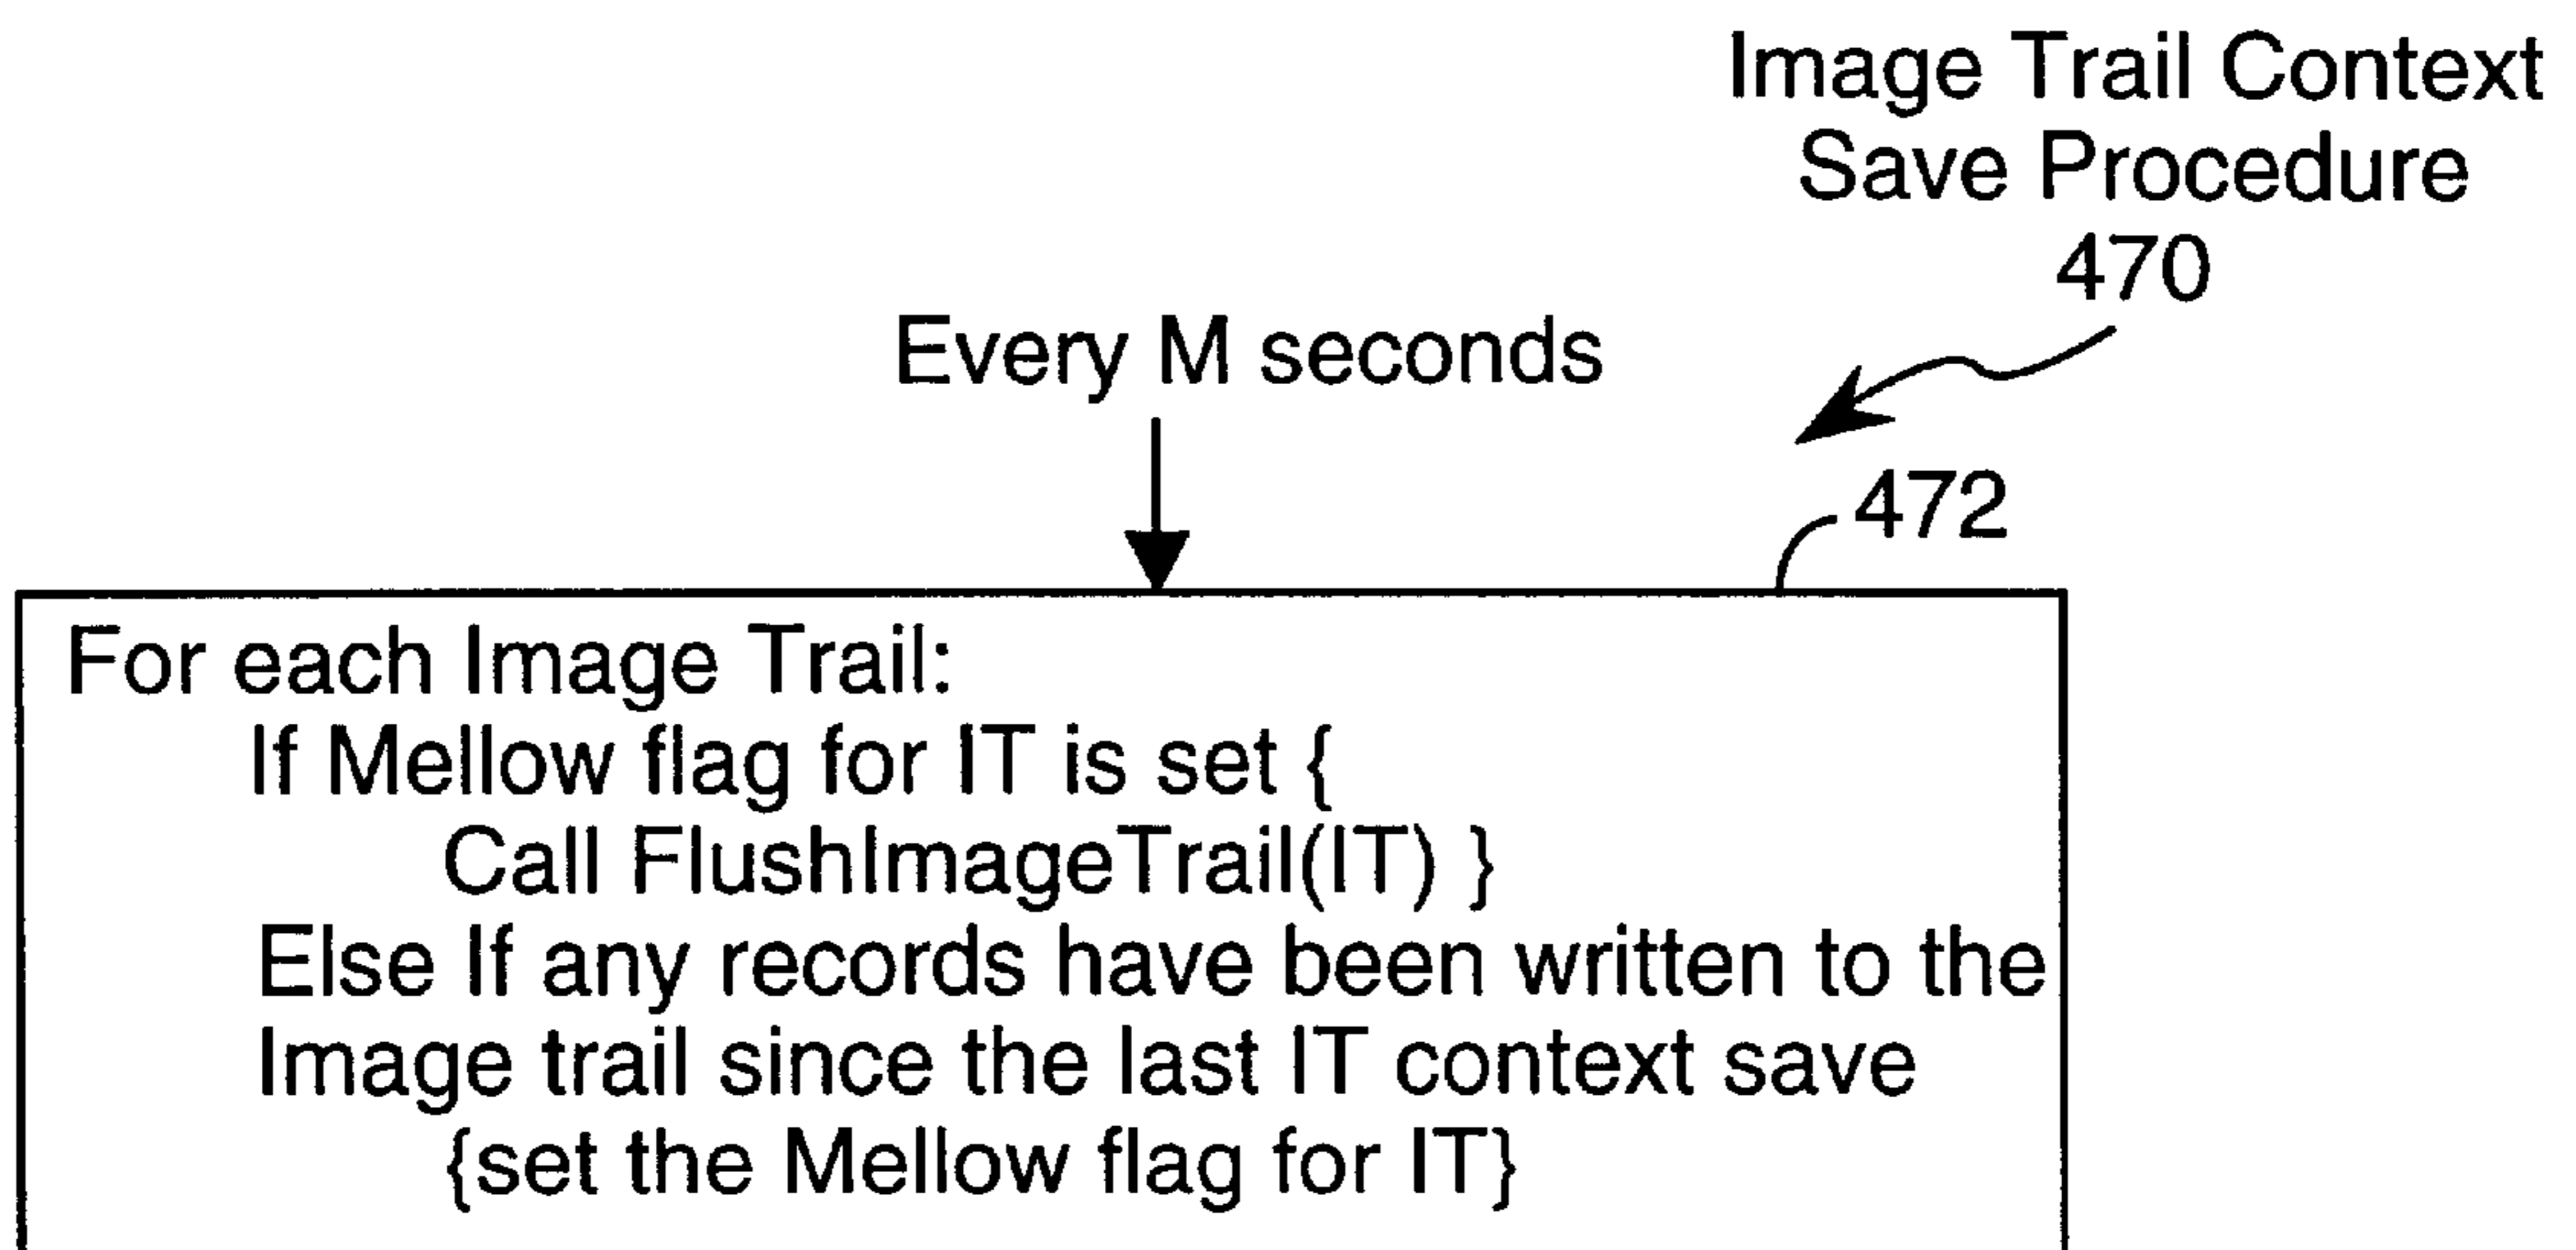 Image Trail Context
Save Procedure
470
Every M seconds
472
For each Image Trail:
If Mellow flag for IT is set {
Call FlushImageTrail(IT) }
Else If any records have been written to the
Image trail since the last IT context save
{set the Mellow flag for IT}